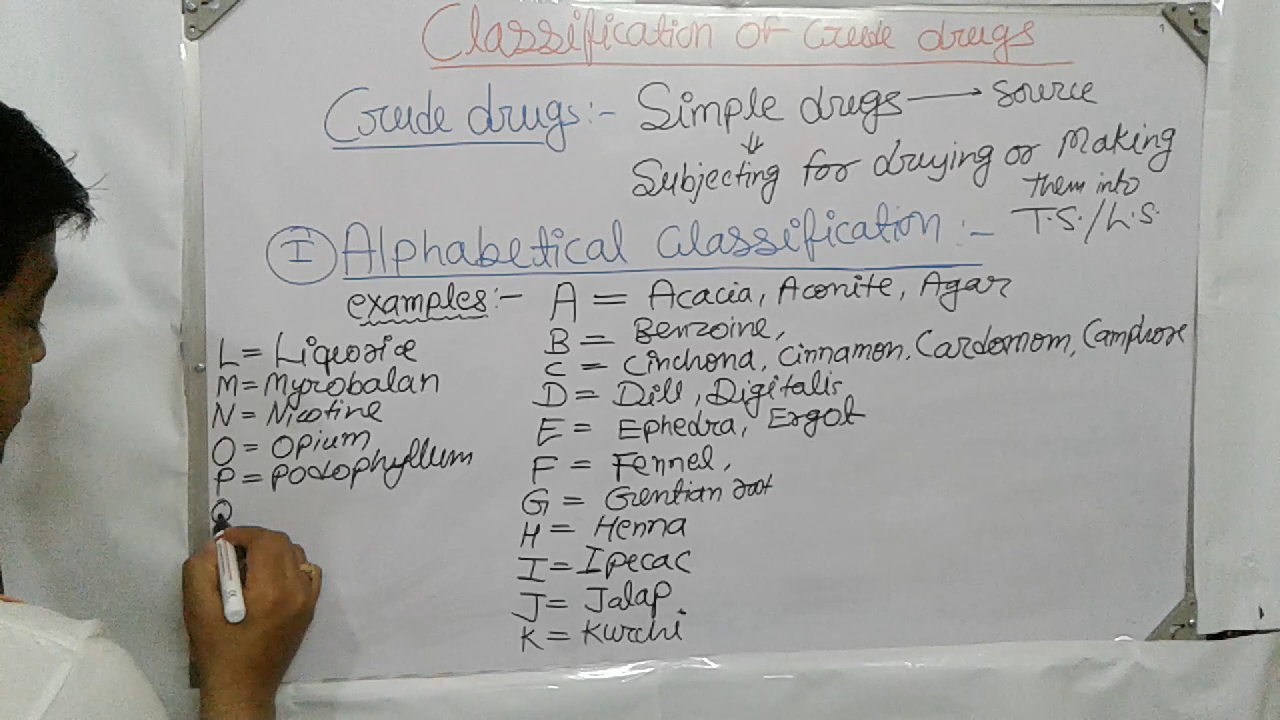 Classification of Crude drugs
Crude drugs:- Simple drugs → source
⇓
Subjecting for drying or Making
them into
T.S./L.S.
I Alphabetical Classification :-
examples:- A = Acacia, Aconite, Agar
B = Benzoine,
C = Cinchona, Cinnamon, Cardomom, Camphore
D = Dill, Digitalis
E = Ephedra, Ergot
F = Fennel,
G = Gentian root
H = Henna
I = Ipecac
J = Jalap.
K = Kurchi
L = Liquorice
M = Myrobalan
N = Nicotine
O = Opium
P = Podophyllum
Q